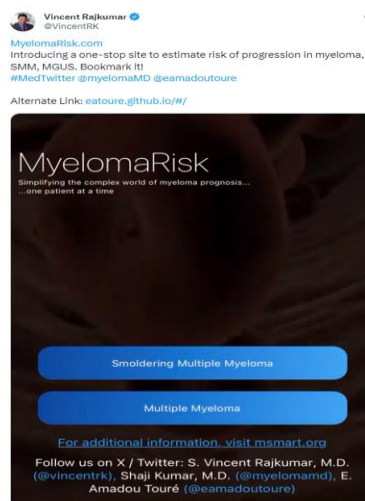 Vincent Rajkumar
@VincentRK
MyelomaRisk.com
Introducing a one-stop site to estimate risk of progression in myeloma,
SMM, MGUS. Bookmark it!
#MedTwitter @myelomaMD @eamadoutoure
Alternate Link: eatoure.github.io/#/
MyelomaRisk
Simplifying the complex world of myeloma prognosis...
...one patient at a time
Smoldering Multiple Myeloma
Multiple Myeloma
For additional information, visit msmart.org
Follow us on X / Twitter: S. Vincent Rajkumar, M.D.
(@vincentrk), Shaji Kumar, M.D. (@myelomamd), E.
Amadou Touré (@eamadoutoure)